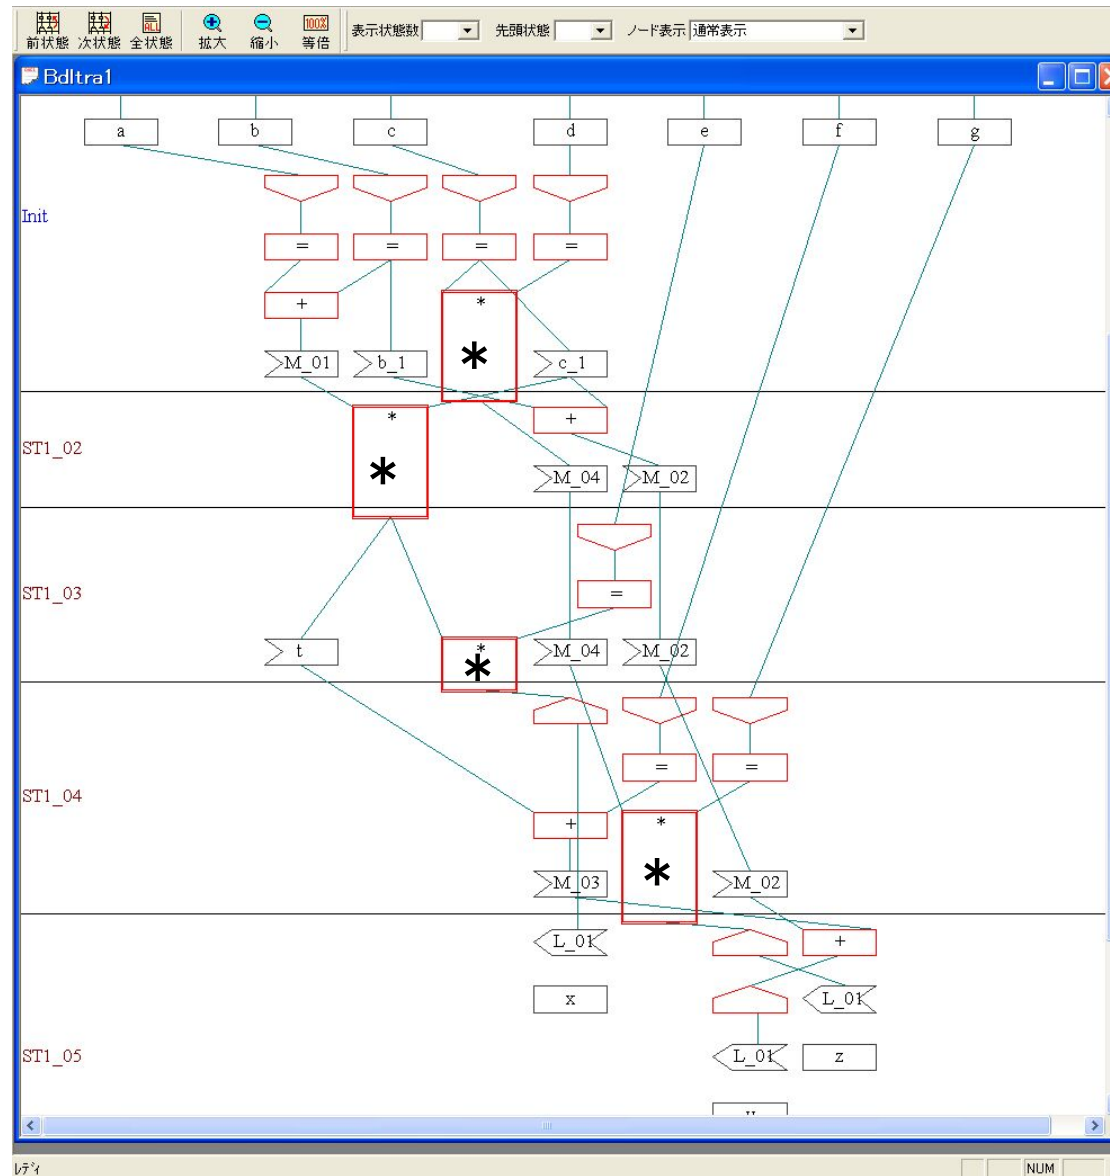 前状態 次状態 全状態 拡大 縮小 100% 等倍 表示状態数 先頭状態 ノード表示 通常表示
Bdltra1
a b c d e f g
Init
= = = =
+ *
*
M_01 b_1 c_1
* +
ST1_02
*
M_04 M_02
ST1_03
=
t * M_04 M_02
*
= =
ST1_04
+ *
*
M_03 M_02
L_01 +
x L_01
ST1_05 L_01 z
レディ NUM